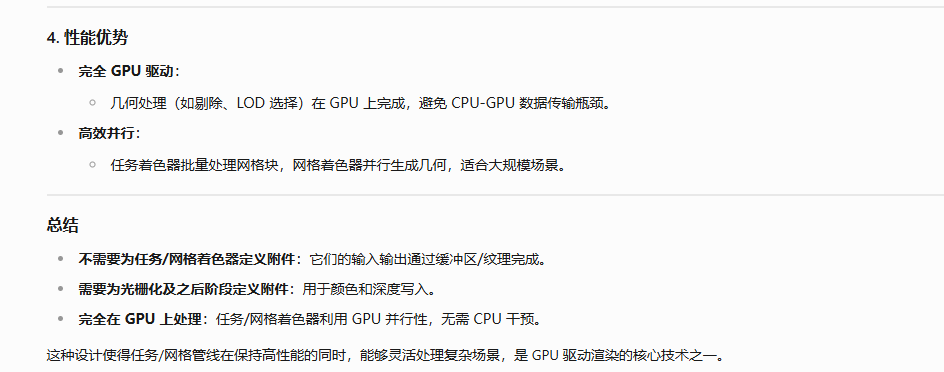 4. 性能优势
完全 GPU 驱动：
几何处理（如剔除、LOD 选择）在 GPU 上完成，避免 CPU-GPU 数据传输瓶颈。
高效并行：
任务着色器批量处理网格块，网格着色器并行生成几何，适合大规模场景。
总结
不需要为任务/网格着色器定义附件：它们的输入输出通过缓冲区/纹理完成。
需要为光栅化及之后阶段定义附件：用于颜色和深度写入。
完全在 GPU 上处理：任务/网格着色器利用 GPU 并行性，无需 CPU 干预。
这种设计使得任务/网格管线在保持高性能的同时，能够灵活处理复杂场景，是 GPU 驱动渲染的核心技术之一。